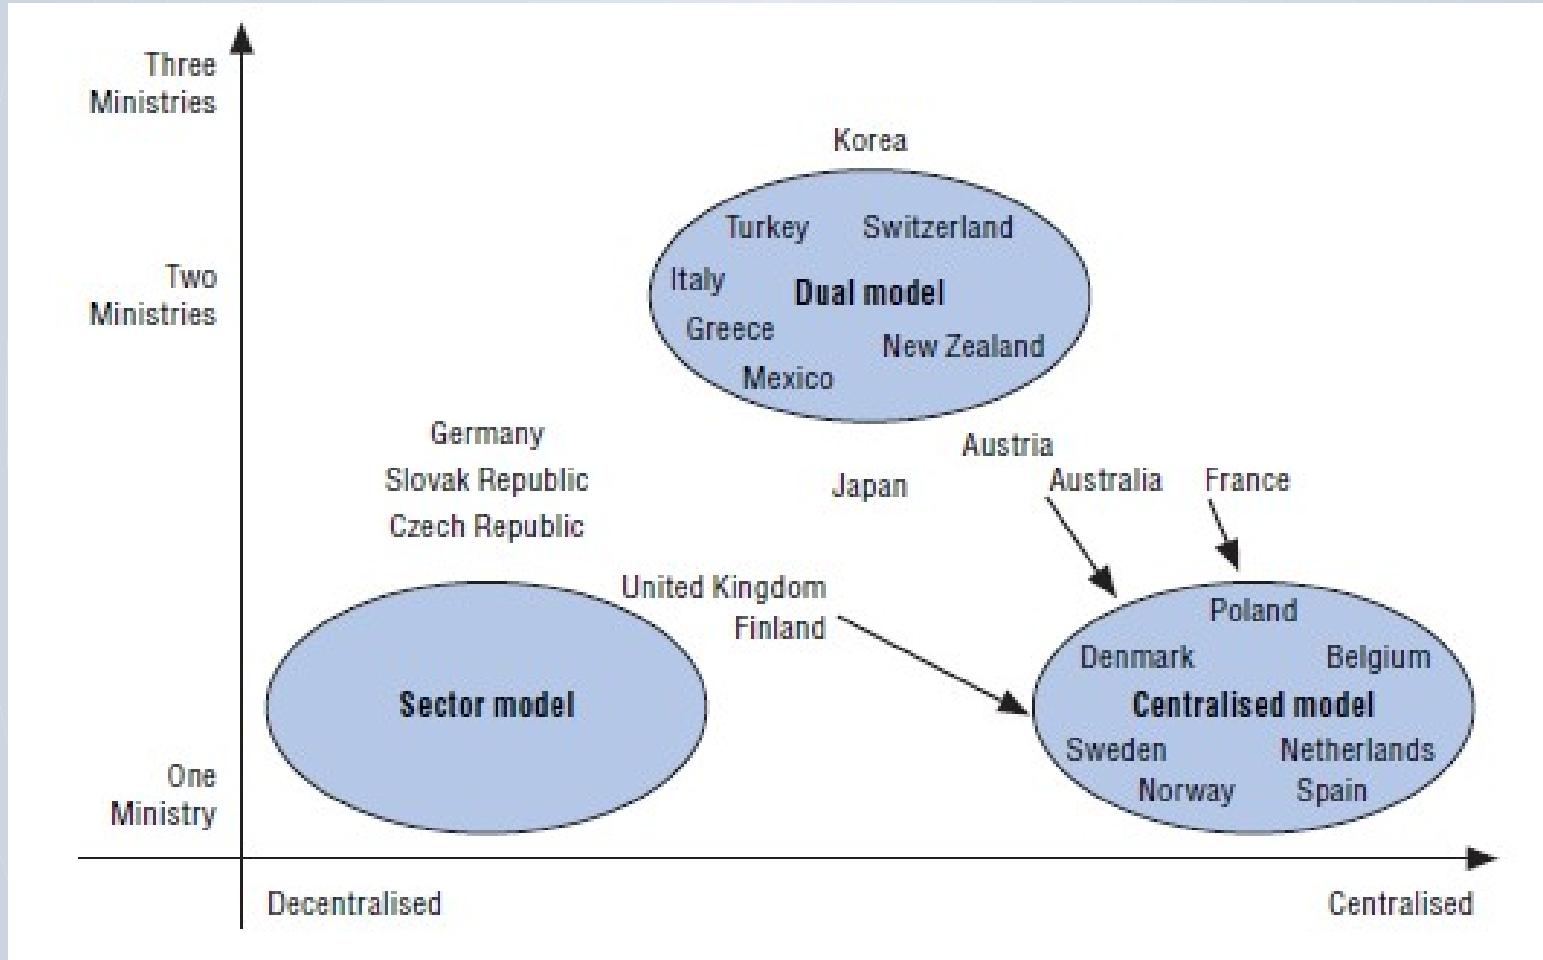 Three
Ministries
Korea
Turkey Switzerland
Two
Ministries
Italy
Dual model
Greece
New Zealand
Mexico
Germany
Slovak Republic
Czech Republic
Austria
Japan
Australia France
United Kingdom
Finland
Poland
Denmark Belgium
Sector model
Centralised model
Sweden Netherlands
Norway Spain
One
Ministry
Decentralised
Centralised